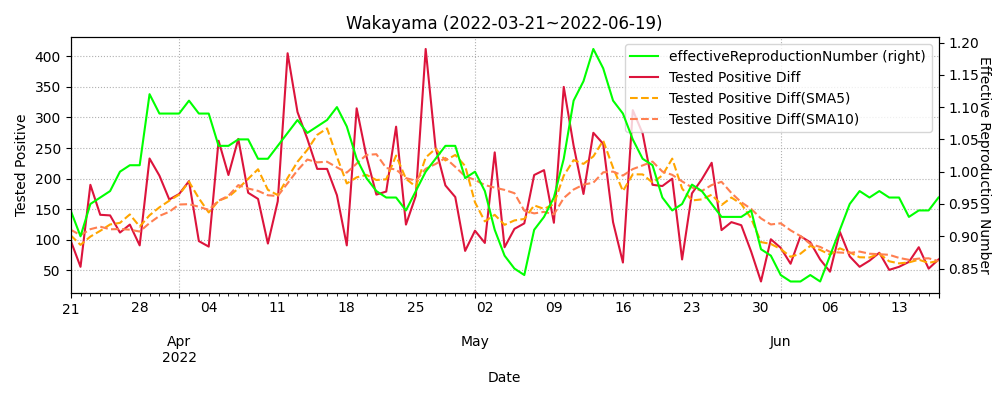 Wakayama (2022-03-21~2022-06-19)
effectiveReproductionNumber (right)
Tested Positive Diff
Tested Positive Diff(SMA5)
Tested Positive Diff(SMA10)
Tested Positive
400
350
300
250
200
150
100
50
1.20
1.15
1.10
1.05
1.00
0.95
0.90
0.85
Effective Reproduction Number
21 28 04 11 18 25 02 09 16 23 30 06 13
Apr May Jun
2022
Date